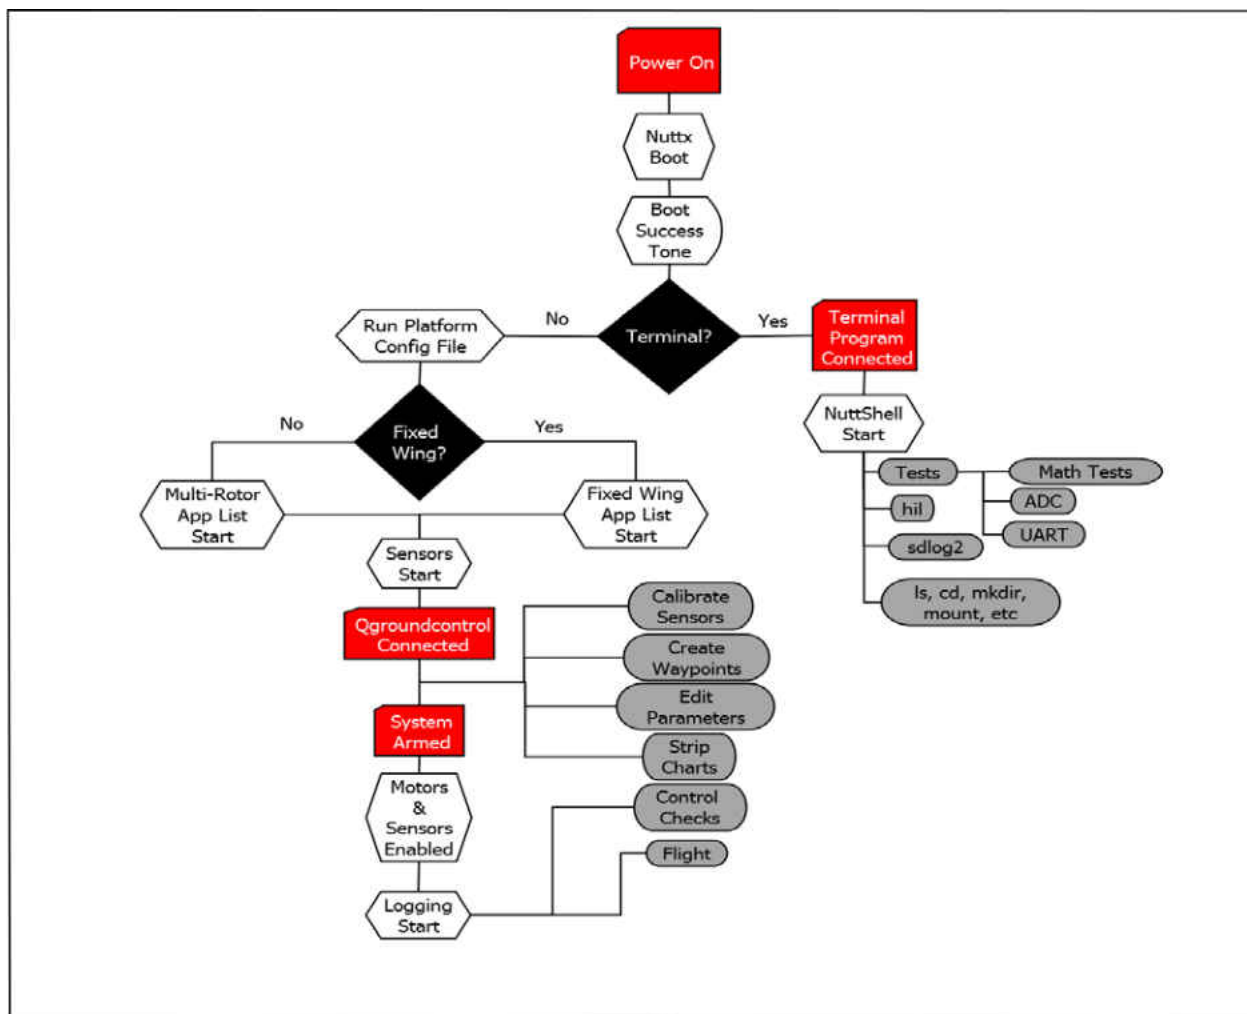 Power On
Nuttx
Boot
Boot
Success
Tone
Terminal?
No
Yes
Run Platform
Config File
Terminal
Program
Connected
Fixed
Wing?
No
Yes
NuttShell
Start
Multi-Rotor
App List
Start
Fixed Wing
App List
Start
Tests
Math Tests
hil
ADC
sdlog2
UART
ls, cd, mkdir,
mount, etc
Sensors
Start
Qgroundcontrol
Connected
Calibrate
Sensors
Create
Waypoints
Edit
Parameters
Strip
Charts
System
Armed
Motors
&
Sensors
Enabled
Control
Checks
Flight
Logging
Start